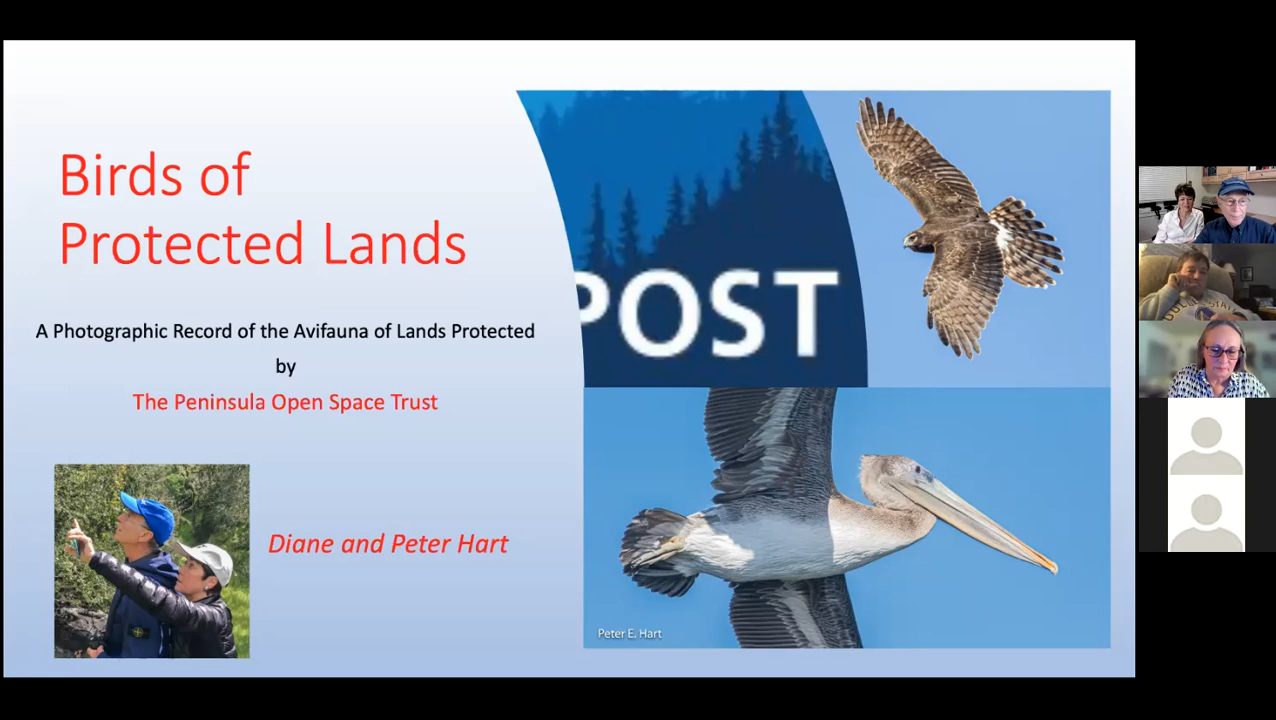 Birds of
Protected Lands
A Photographic Record of the Avifauna of Lands Protected
by
The Peninsula Open Space Trust
Diane and Peter Hart
POST
Peter E. Hart